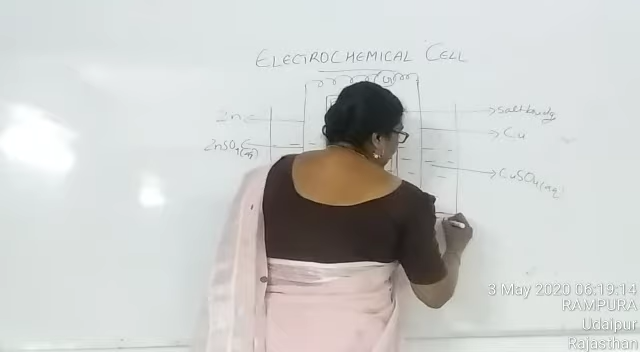 ELECTROCHEMICAL CELL
Zn
Salt bridge
Cu
ZnSO4(aq)
CuSO4(aq)
3 May 2020 06:19:14
RAMPURA
Udaipur
Rajasthan